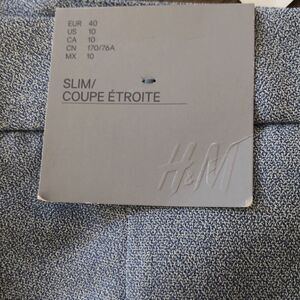 EUR 40
US 10
CA 10
CN 170/76A
MX 10
SLIM/
COUPE ÉTROITE
H&M